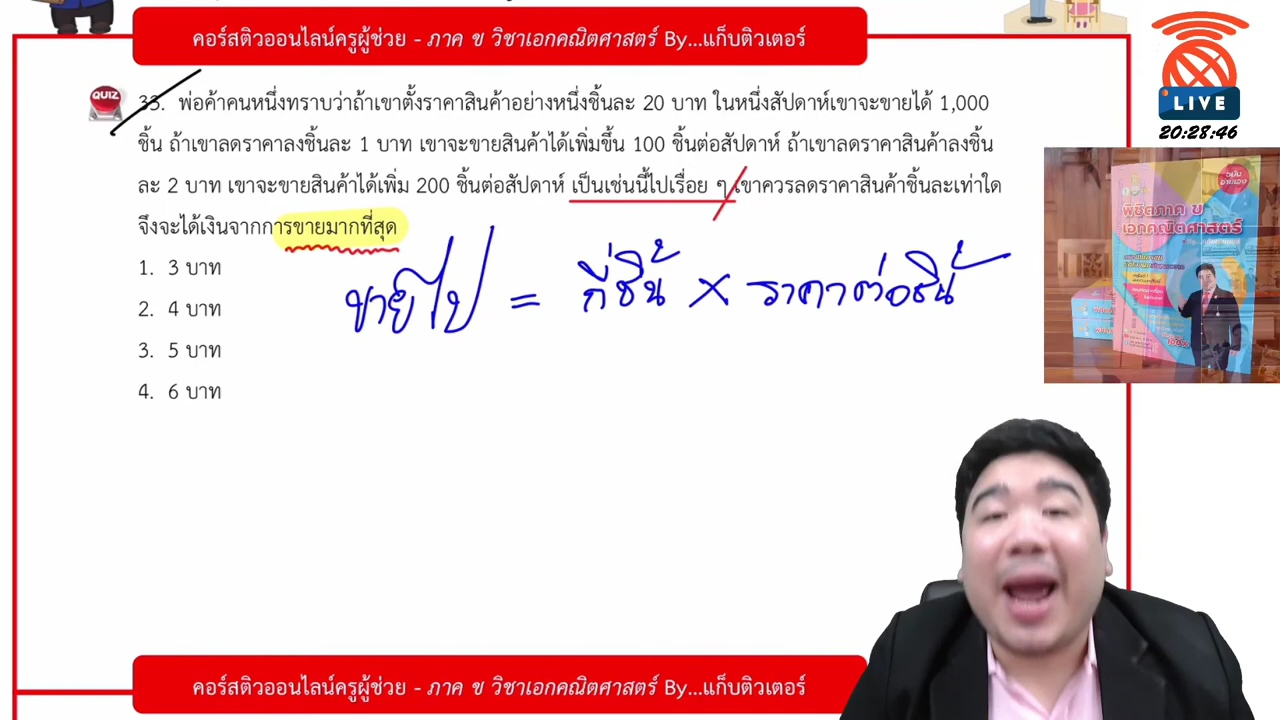 คอร์สติวออนไลน์ครูผู้ช่วย - ภาค ข วิชาเอกคณิตศาสตร์ By...แก็บติวเตอร์
LIVE
20:28:46
QUIZ
33. พ่อค้าคนหนึ่งทราบว่าถ้าเขาตั้งราคาสินค้าอย่างหนึ่งชิ้นละ 20 บาท ในหนึ่งสัปดาห์เขาจะขายได้ 1,000
ชิ้น ถ้าเขาลดราคาลงชิ้นละ 1 บาท เขาจะขายสินค้าได้เพิ่มขึ้น 100 ชิ้นต่อสัปดาห์ ถ้าเขาลดราคาสินค้าลงชิ้น
ละ 2 บาท เขาจะขายสินค้าได้เพิ่ม 200 ชิ้นต่อสัปดาห์ เป็นเช่นนี้ไปเรื่อย ๆ เขาควรลดราคาสินค้าชิ้นละเท่าใด
จึงจะได้เงินจากการขายมากที่สุด
1. 3 บาท
2. 4 บาท
3. 5 บาท
4. 6 บาท
ขายไป = กี่ชิ้น × ราคาต่อชิ้น
พิชิตภาค ข
เอกคณิตศาสตร์
คอร์สติวออนไลน์ครูผู้ช่วย - ภาค ข วิชาเอกคณิตศาสตร์ By...แก็บติวเตอร์